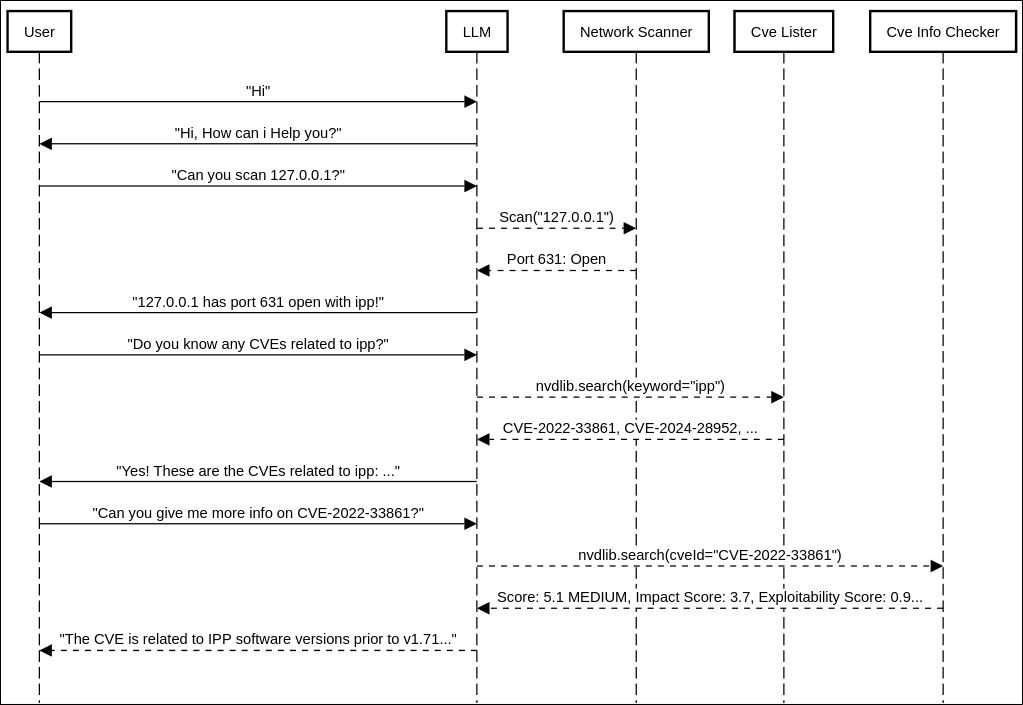 User
LLM
Network Scanner
Cve Lister
Cve Info Checker
"Hi"
"Hi, How can i Help you?"
"Can you scan 127.0.0.1?"
Scan("127.0.0.1")
Port 631: Open
"127.0.0.1 has port 631 open with ipp!"
"Do you know any CVEs related to ipp?"
nvdlib.search(keyword="ipp")
CVE-2022-33861, CVE-2024-28952, ...
"Yes! These are the CVEs related to ipp: ..."
"Can you give me more info on CVE-2022-33861?"
nvdlib.search(cveId="CVE-2022-33861")
Score: 5.1 MEDIUM, Impact Score: 3.7, Exploitability Score: 0.9...
"The CVE is related to IPP software versions prior to v1.71..."